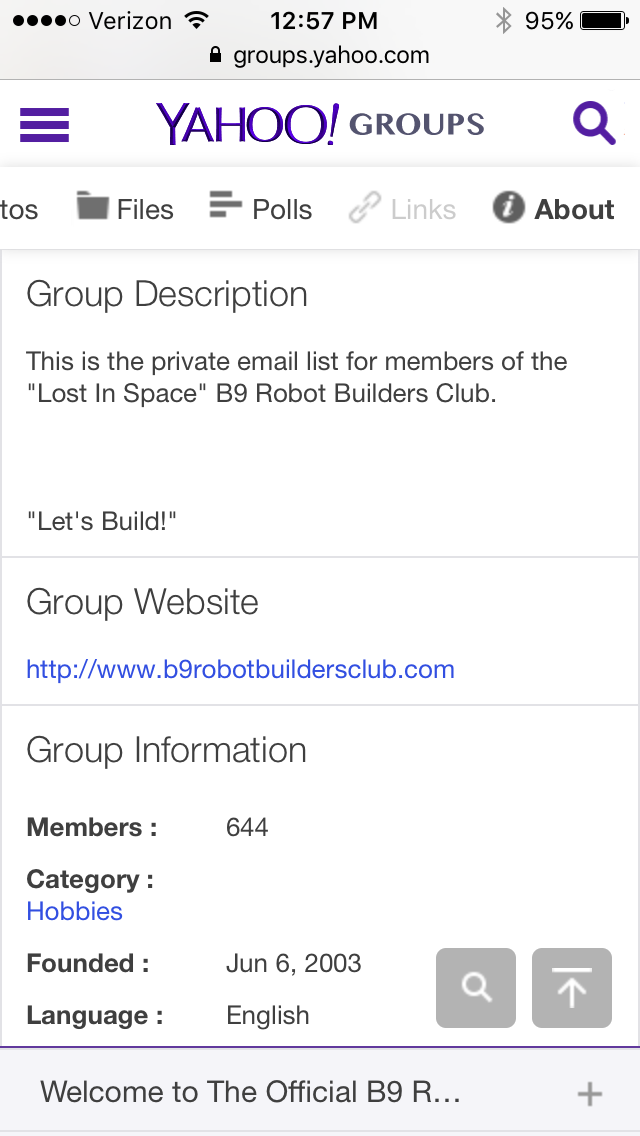 Verizon 12:57 PM 95%
groups.yahoo.com
YAHOO! GROUPS
tos Files Polls Links i About
Group Description
This is the private email list for members of the
"Lost In Space" B9 Robot Builders Club.
"Let's Build!"
Group Website
http://www.b9robotbuildersclub.com
Group Information
Members : 644
Category :
Hobbies
Founded : Jun 6, 2003
Language : English
Welcome to The Official B9 R... +